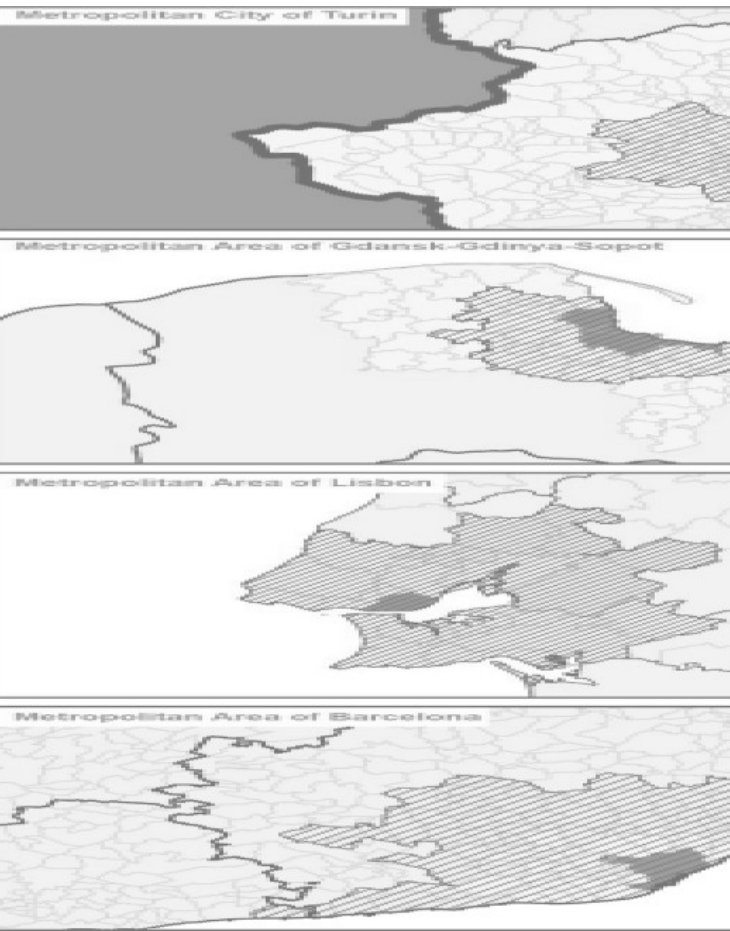 Metropolitan City of Turin
Metropolitan Area of Gdansk-Gdinya-Sopot
Metropolitan Area of Lisbon
Metropolitan Area of Barcelona